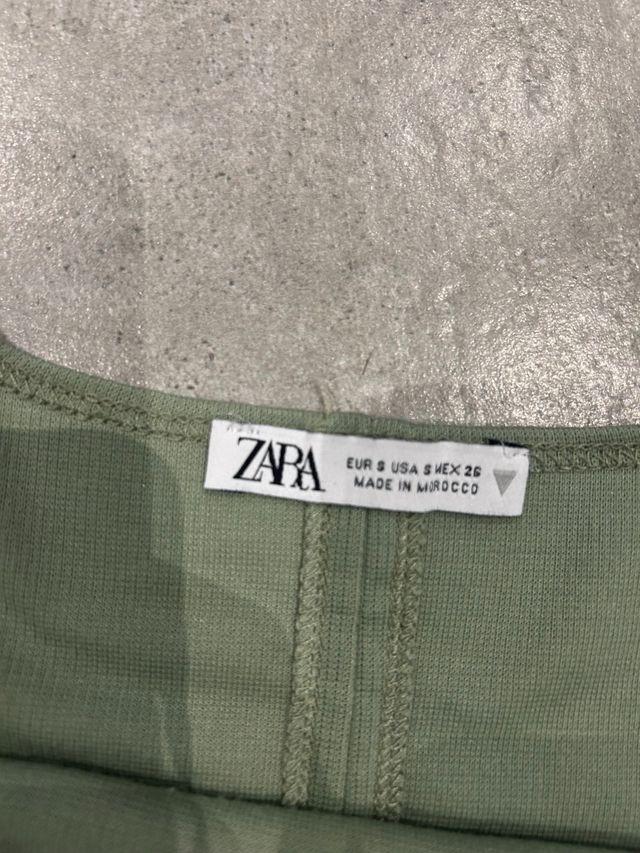 ZARA
EUR S USA S MEX 26
MADE IN MOROCCO